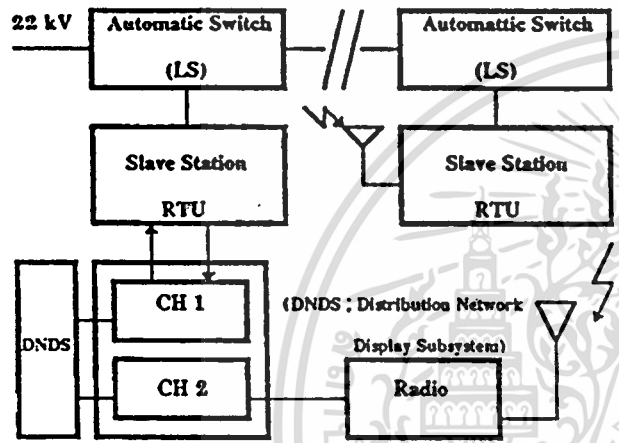 22 kV
Automatic Switch
(LS)
Automattic Switch
(LS)
Slave Station
RTU
Slave Station
RTU
DNDS
CH 1
CH 2
(DNDS : Distribution Network
Display Subsystem)
Radio